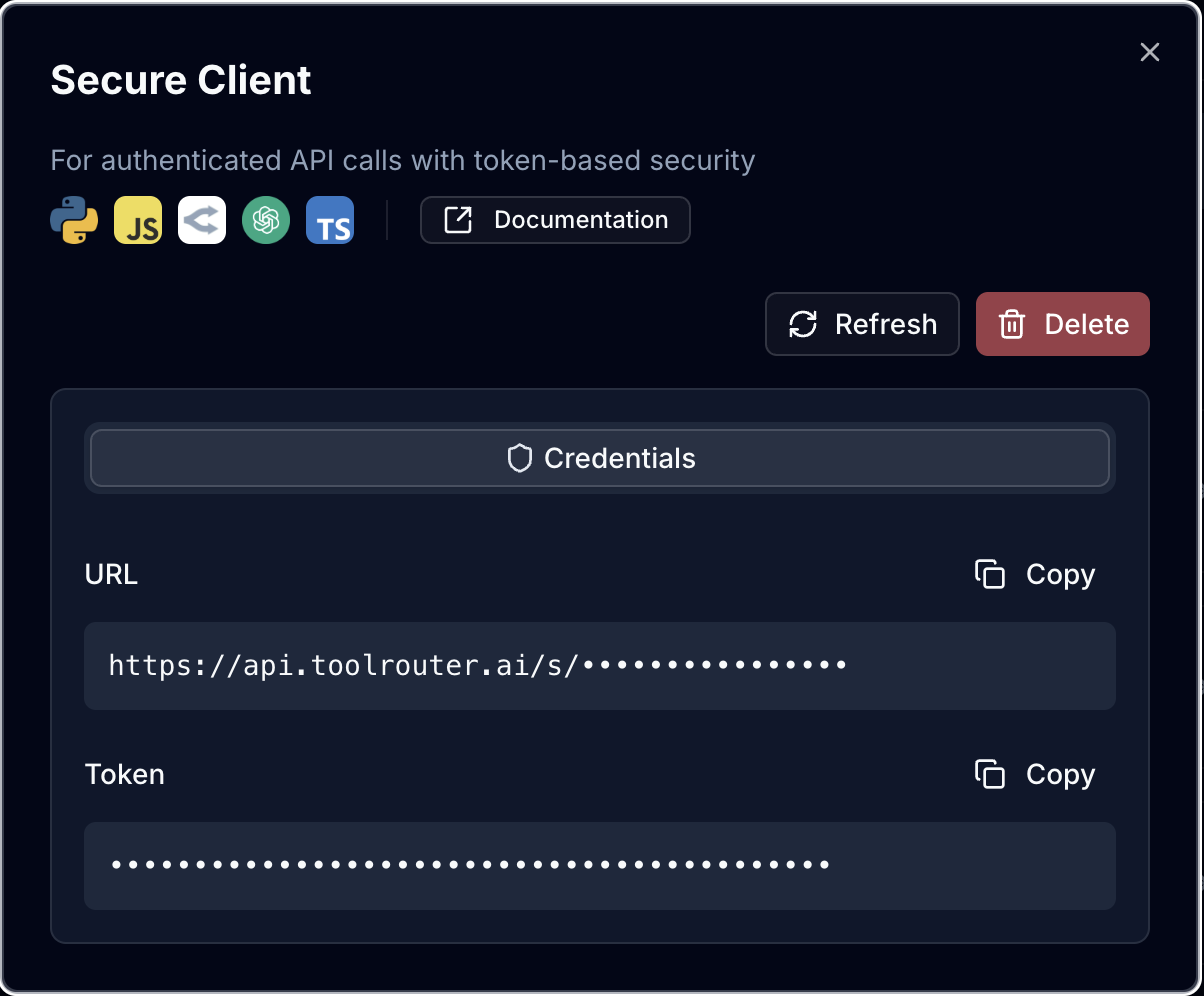 Secure Client
For authenticated API calls with token-based security
JS
TS
Documentation
Refresh
Delete
Credentials
URL
Copy
https://api.toolrouter.ai/s/••••••••••••••••
Token
Copy
•••••••••••••••••••••••••••••••••••••••••••